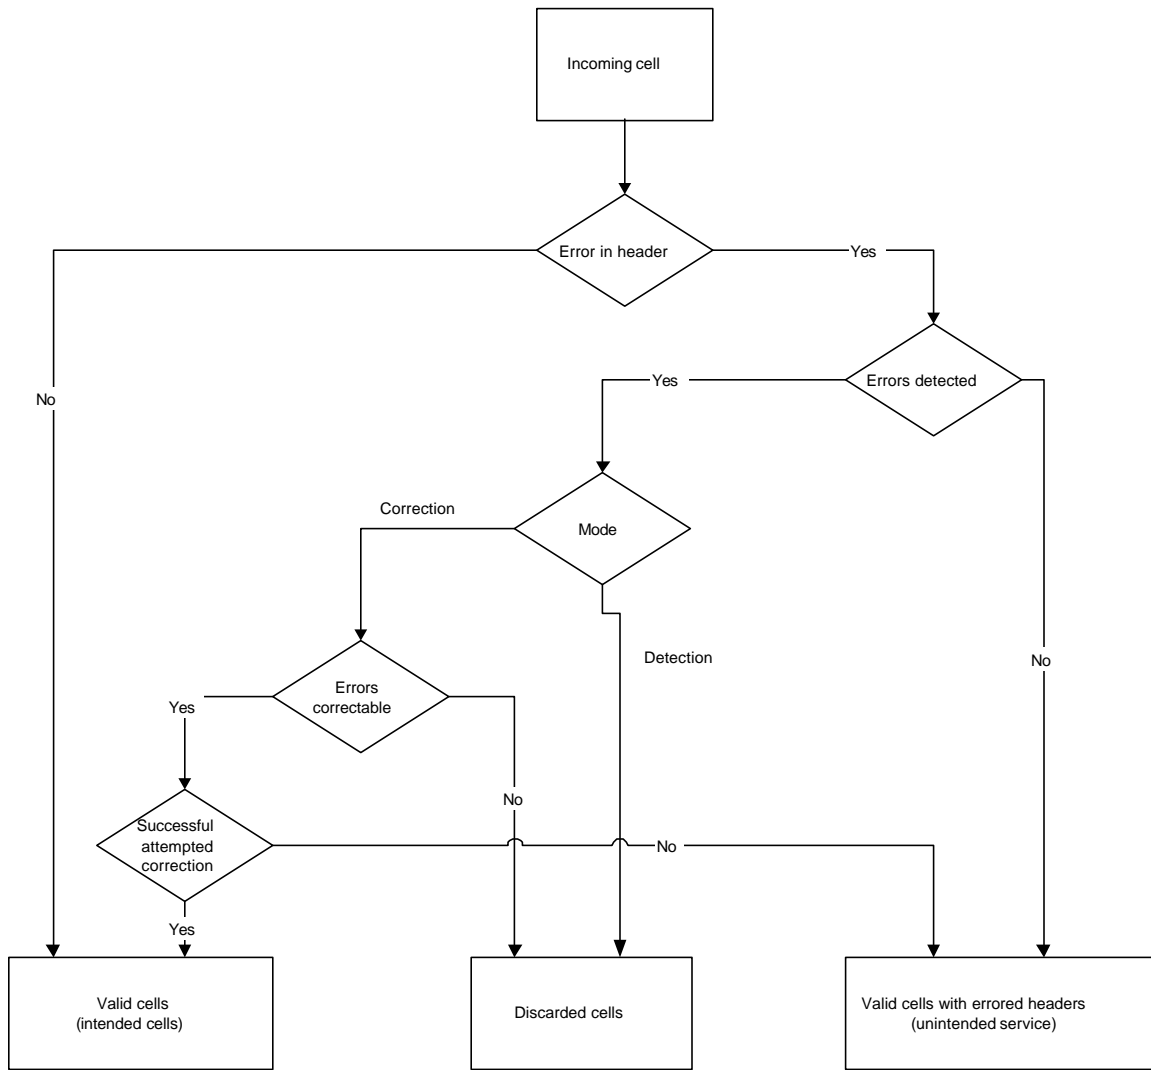 Incoming cell
Error in header
Yes
No
Yes
Errors detected
Correction
Mode
Detection
No
Errors
correctable
Yes
No
Successful
attempted
correction
No
Yes
Valid cells
(intended cells)
Discarded cells
Valid cells with errored headers
(unintended service)